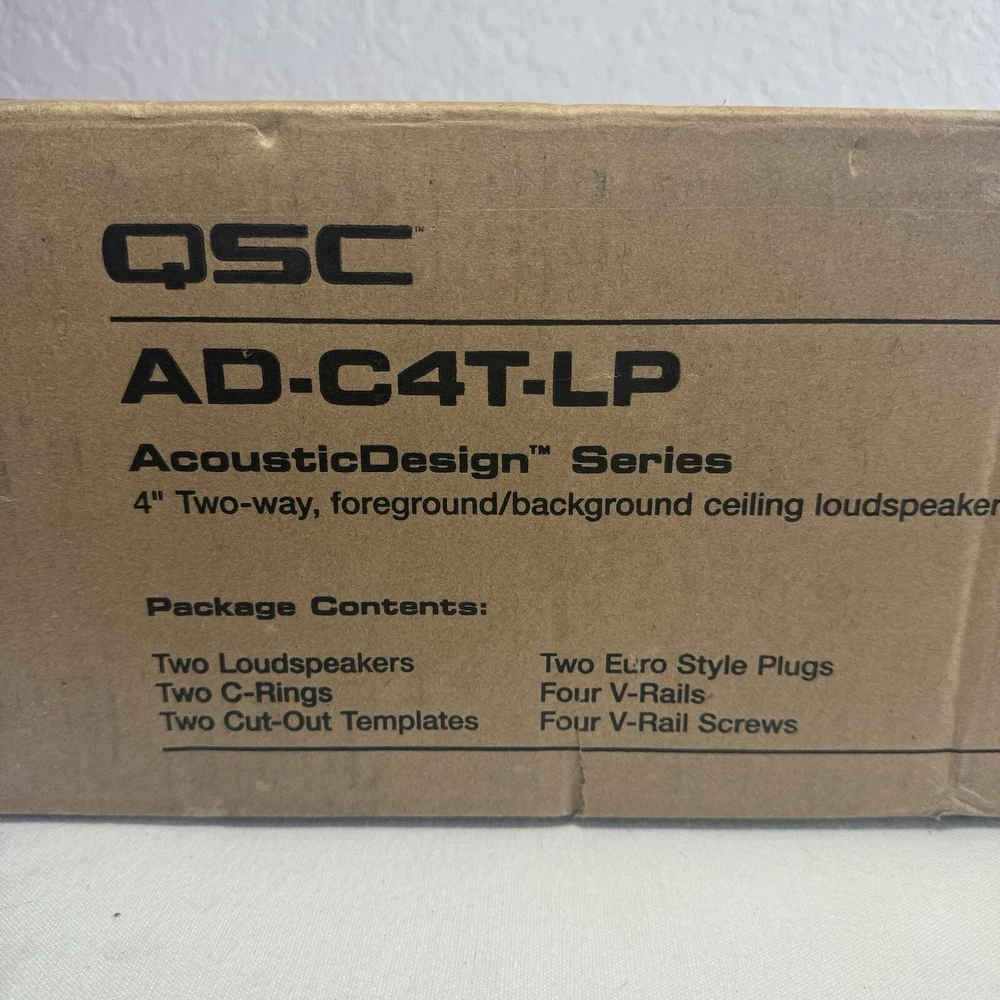 QSC™
AD-C4T-LP
AcousticDesign™ Series
4" Two-way, foreground/background ceiling loudspeaker
Package Contents:
Two Loudspeakers
Two C-Rings
Two Cut-Out Templates
Two Euro Style Plugs
Four V-Rails
Four V-Rail Screws